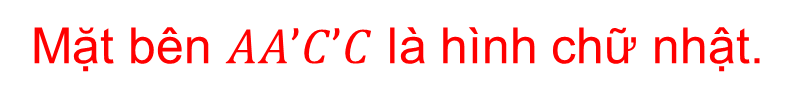 Mặt bên 𝐴𝐴’𝐶’𝐶 là hình chữ nhật.